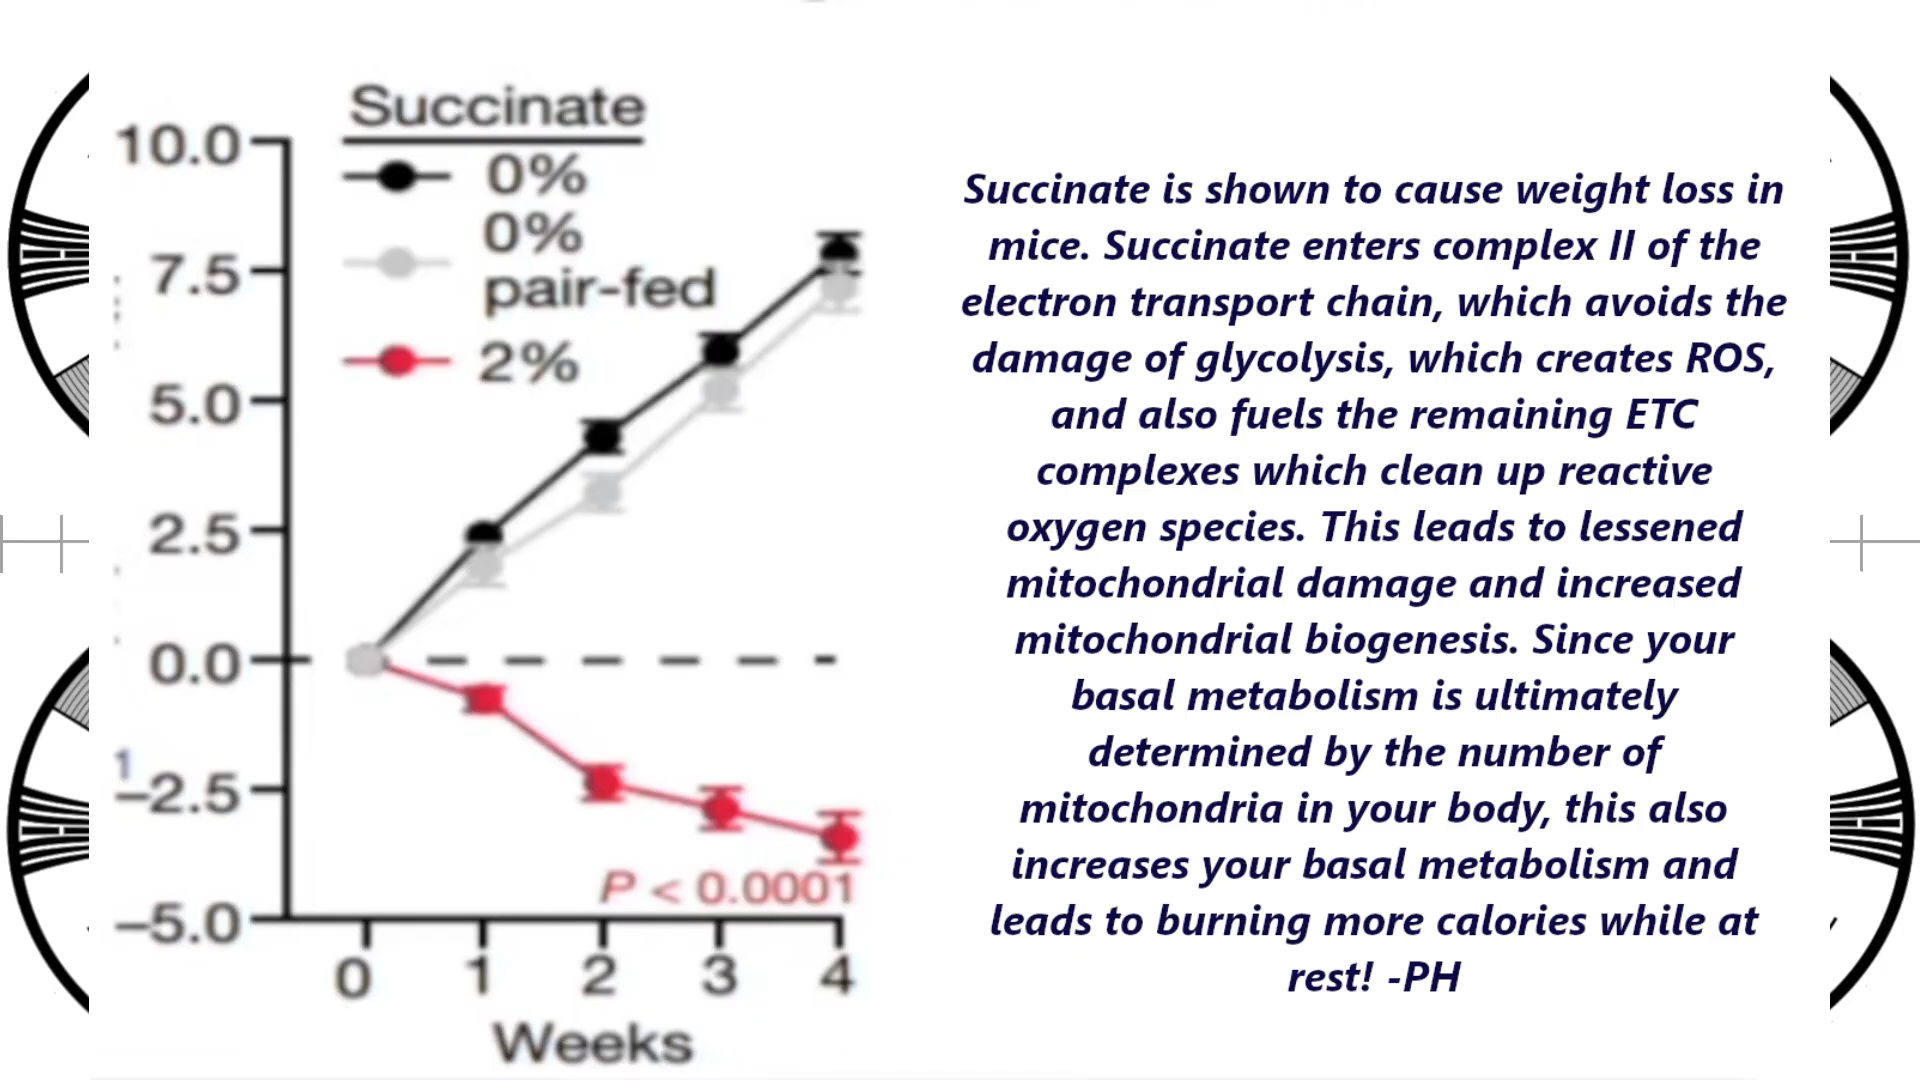 Succinate
10.0
0%
0%
pair-fed
2%
7.5
5.0
2.5
0.0
1
–2.5
–5.0
P < 0.0001
0 1 2 3 4
Weeks
Succinate is shown to cause weight loss in
mice. Succinate enters complex II of the
electron transport chain, which avoids the
damage of glycolysis, which creates ROS,
and also fuels the remaining ETC
complexes which clean up reactive
oxygen species. This leads to lessened
mitochondrial damage and increased
mitochondrial biogenesis. Since your
basal metabolism is ultimately
determined by the number of
mitochondria in your body, this also
increases your basal metabolism and
leads to burning more calories while at
rest! -PH